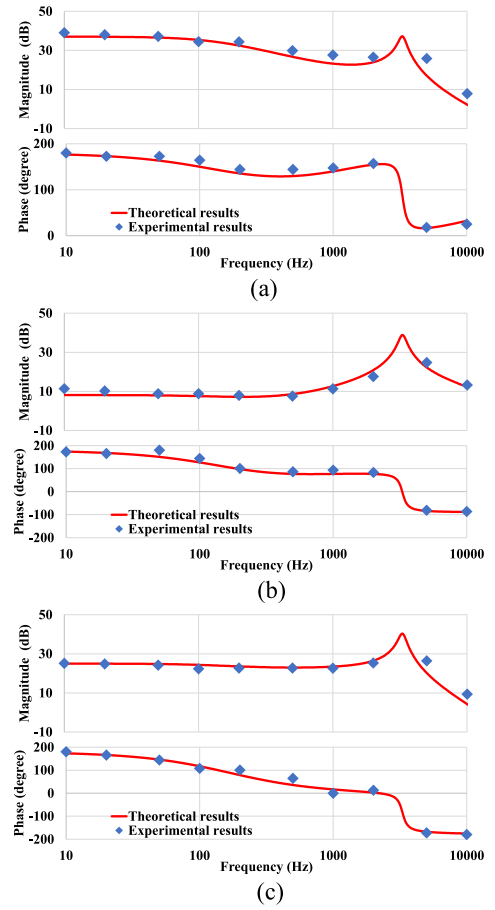 50
30
10
-10
Magnitude (dB)
200
100
0
Phase (degree)
Theoretical results
Experimental results
10 100 1000 10000
Frequency (Hz)
(a)
50
30
10
-10
Magnitude (dB)
200
100
0
-100
-200
Phase (degree)
Theoretical results
Experimental results
10 100 1000 10000
Frequency (Hz)
(b)
50
30
10
-10
Magnitude (dB)
200
100
0
-100
-200
Phase (degree)
Theoretical results
Experimental results
10 100 1000 10000
Frequency (Hz)
(c)